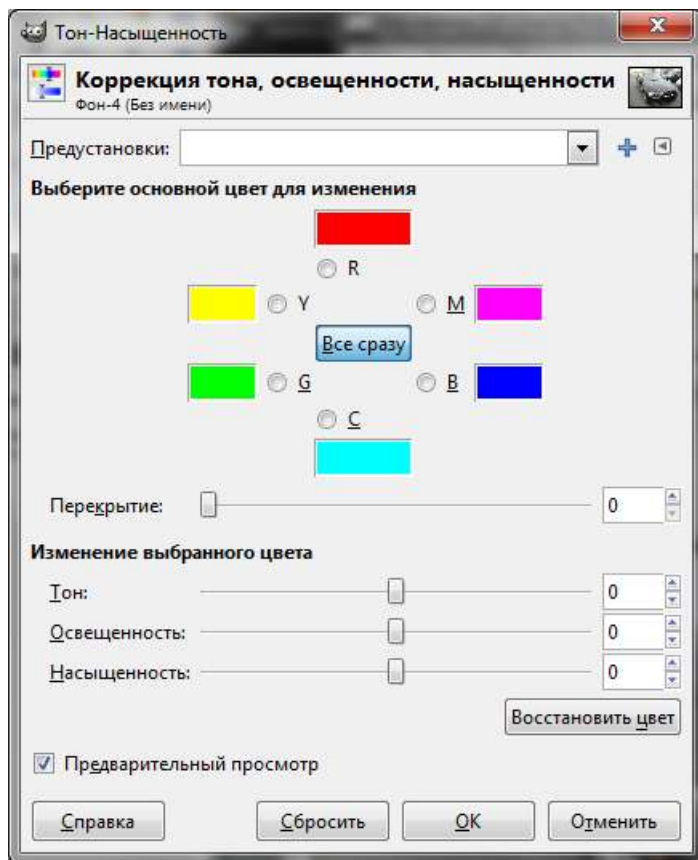 Тон-Насыщенность
Коррекция тона, освещенности, насыщенности
Фон-4 (Без имени)
Предустановки:
Выберите основной цвет для изменения
R
Y M
Все сразу
G B
C
Перекрытие: 0
Изменение выбранного цвета
Тон: 0
Освещенность: 0
Насыщенность: 0
Восстановить цвет
Предварительный просмотр
Справка Сбросить OK Отменить